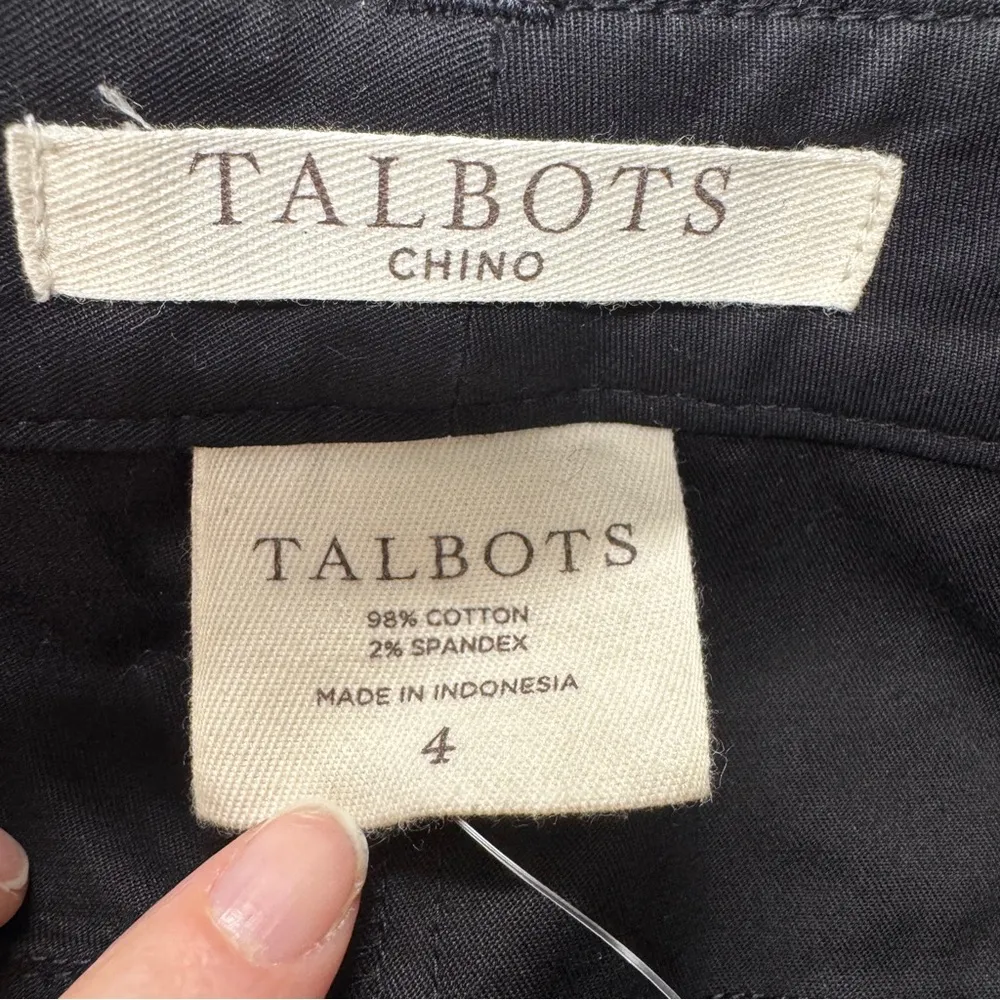 TALBOTS
CHINO
TALBOTS
98% COTTON
2% SPANDEX
MADE IN INDONESIA
4